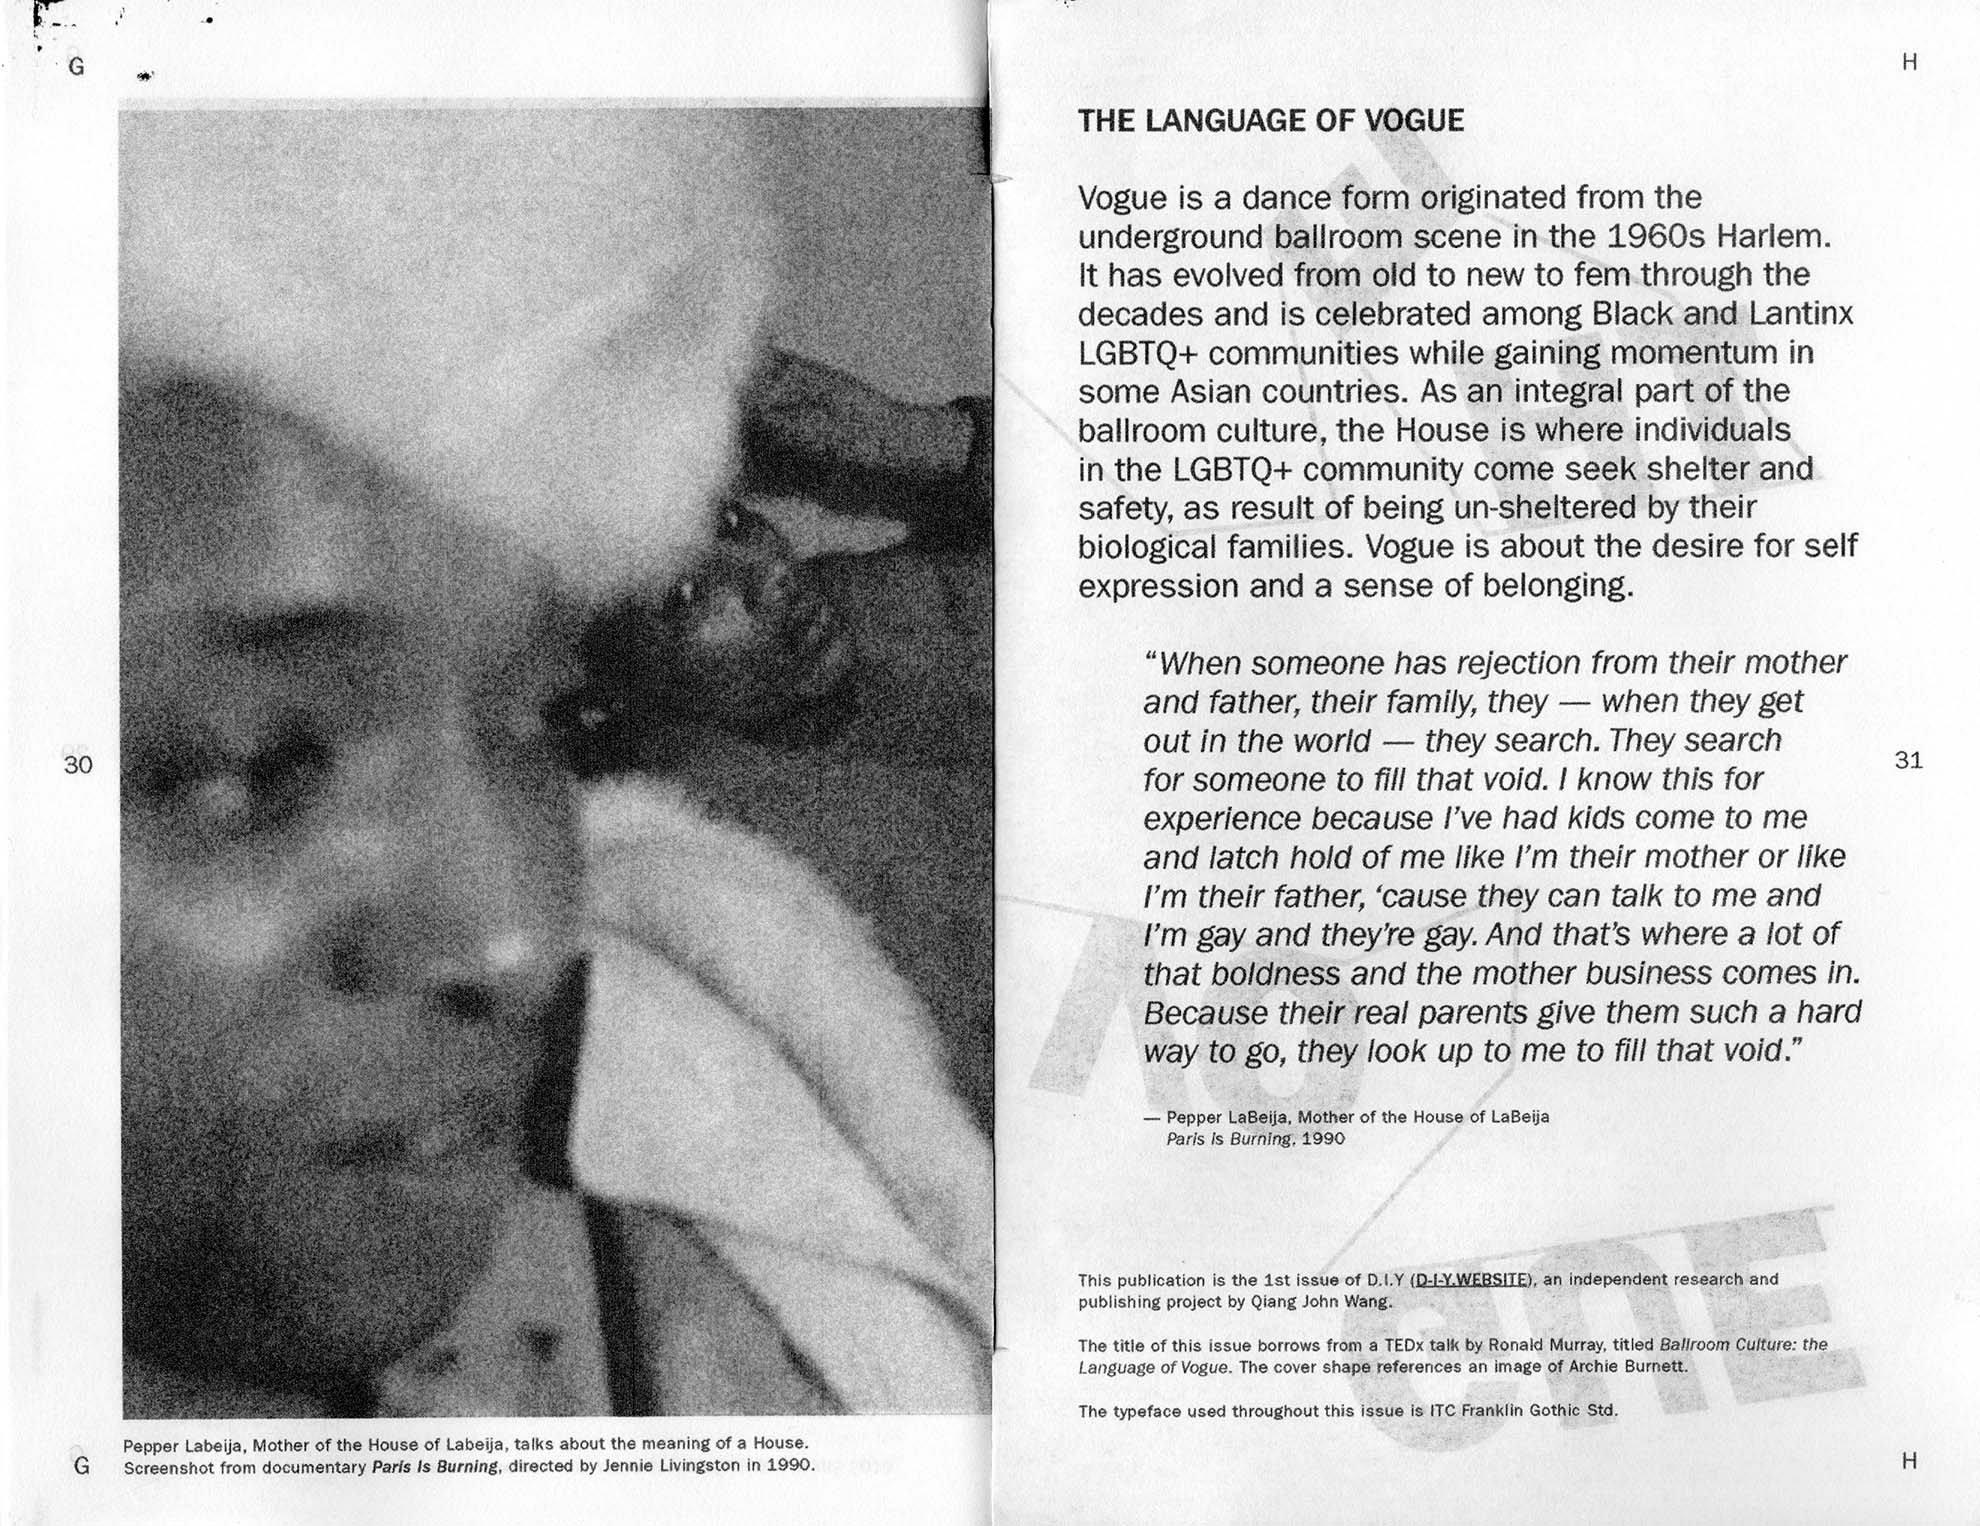 G
30
Pepper Labeija, Mother of the House of Labeija, talks about the meaning of a House.
Screenshot from documentary Paris Is Burning, directed by Jennie Livingston in 1990.
G
H
THE LANGUAGE OF VOGUE
Vogue is a dance form originated from the
underground ballroom scene in the 1960s Harlem.
It has evolved from old to new to fem through the
decades and is celebrated among Black and Lantinx
LGBTQ+ communities while gaining momentum in
some Asian countries. As an integral part of the
ballroom culture, the House is where individuals
in the LGBTQ+ community come seek shelter and
safety, as result of being un-sheltered by their
biological families. Vogue is about the desire for self
expression and a sense of belonging.
“When someone has rejection from their mother
and father, their family, they — when they get
out in the world — they search. They search
for someone to fill that void. I know this for
experience because I’ve had kids come to me
and latch hold of me like I’m their mother or like
I’m their father, ‘cause they can talk to me and
I’m gay and they’re gay. And that’s where a lot of
that boldness and the mother business comes in.
Because their real parents give them such a hard
way to go, they look up to me to fill that void.”
31
— Pepper LaBeija, Mother of the House of LaBeija
Paris Is Burning, 1990
This publication is the 1st issue of D.I.Y (D-I-Y.WEBSITE), an independent research and
publishing project by Qiang John Wang.
The title of this issue borrows from a TEDx talk by Ronald Murray, titled Ballroom Culture: the
Language of Vogue. The cover shape references an image of Archie Burnett.
The typeface used throughout this issue is ITC Franklin Gothic Std.
H